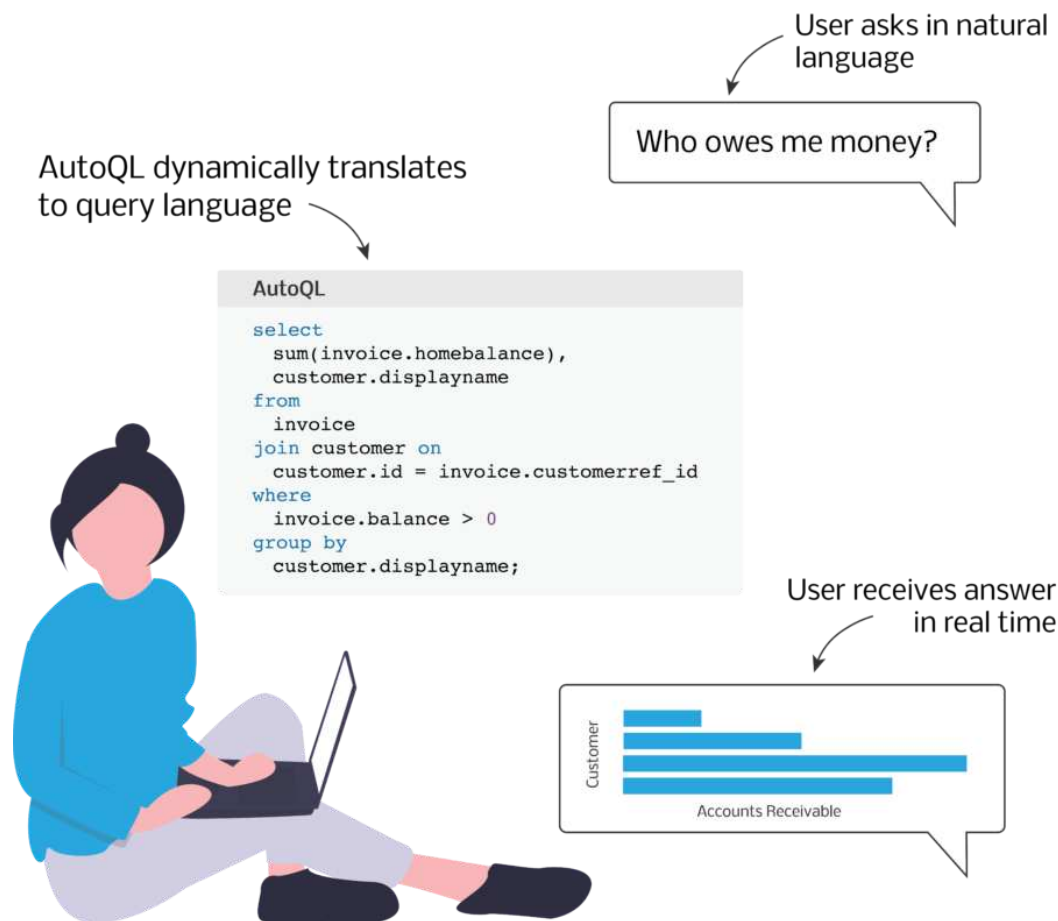 User asks in natural
language
Who owes me money?
AutoQL dynamically translates
to query language
AutoQL
select
sum(invoice.homebalance),
customer.displayname
from
invoice
join customer on
customer.id = invoice.customerref_id
where
invoice.balance > 0
group by
customer.displayname;
User receives answer
in real time
Customer
Accounts Receivable